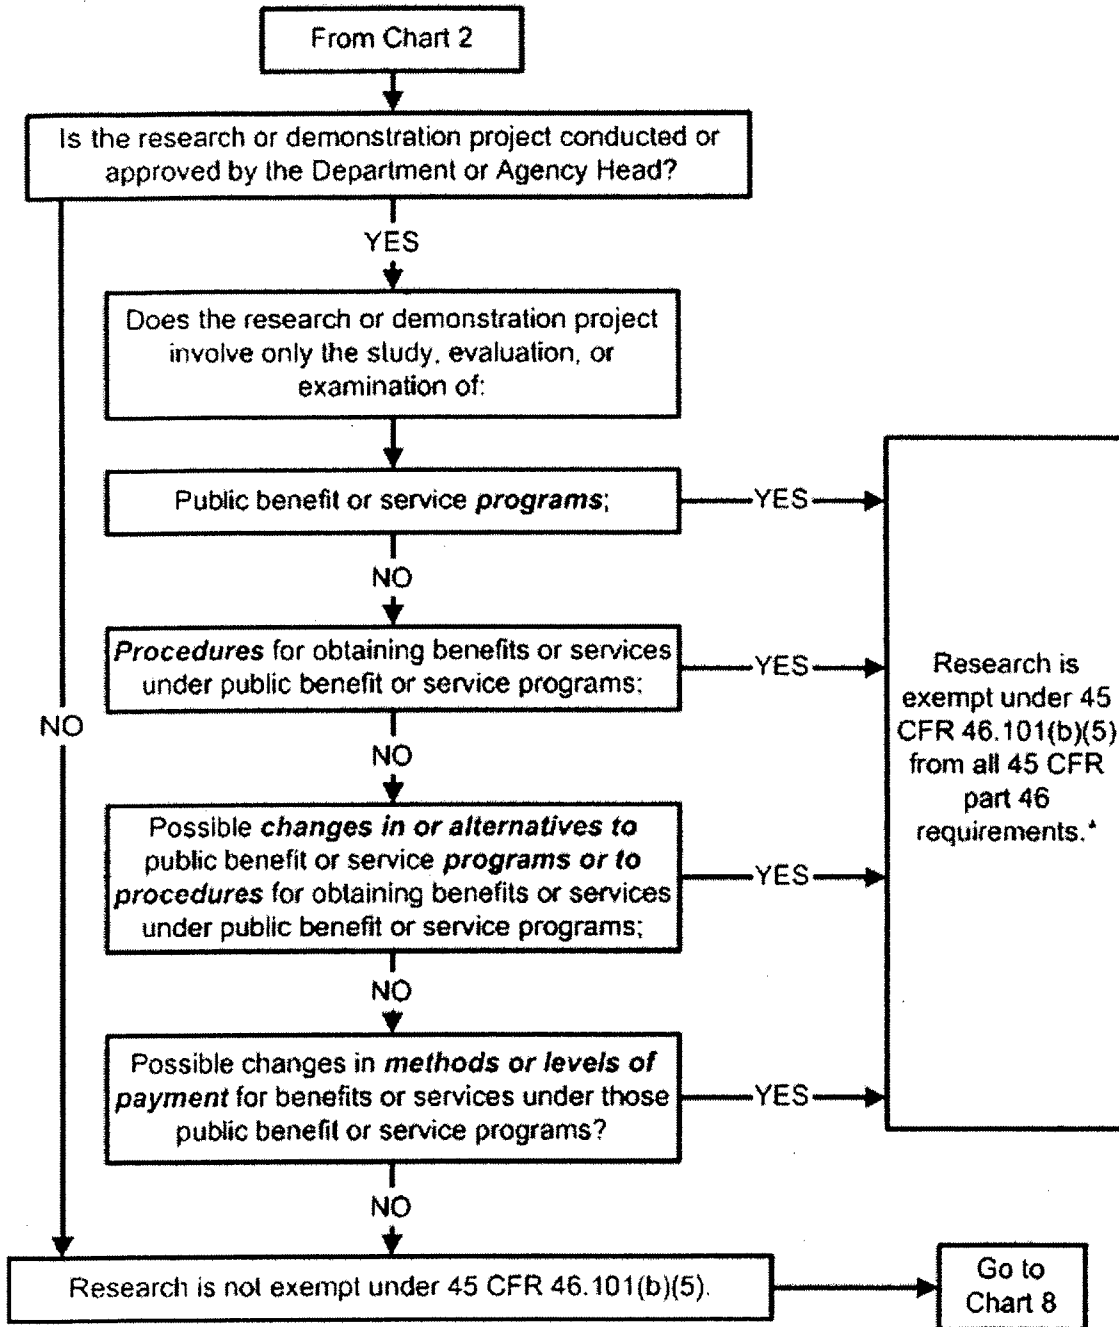 From Chart 2
Is the research or demonstration project conducted or
approved by the Department or Agency Head?
YES
Does the research or demonstration project
involve only the study, evaluation, or
examination of:
Public benefit or service programs;
YES
NO
Procedures for obtaining benefits or services
under public benefit or service programs;
YES
NO
NO
Possible changes in or alternatives to
public benefit or service programs or to
procedures for obtaining benefits or services
under public benefit or service programs;
YES
NO
Possible changes in methods or levels of
payment for benefits or services under those
public benefit or service programs?
YES
NO
Research is
exempt under 45
CFR 46.101(b)(5)
from all 45 CFR
part 46
requirements.*
Research is not exempt under 45 CFR 46.101(b)(5).
Go to
Chart 8